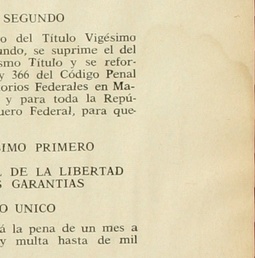 SEGUNDO
o del Título Vigésimo
undo, se suprime el del
smo Título y se refor-
y 366 del Código Penal
torios Federales en Ma-
y para toda la Repú-
uero Federal, para que-
SIMO PRIMERO
DE LA LIBERTAD
S GARANTIAS
O UNICO
á la pena de un mes a
y multa hasta de mil